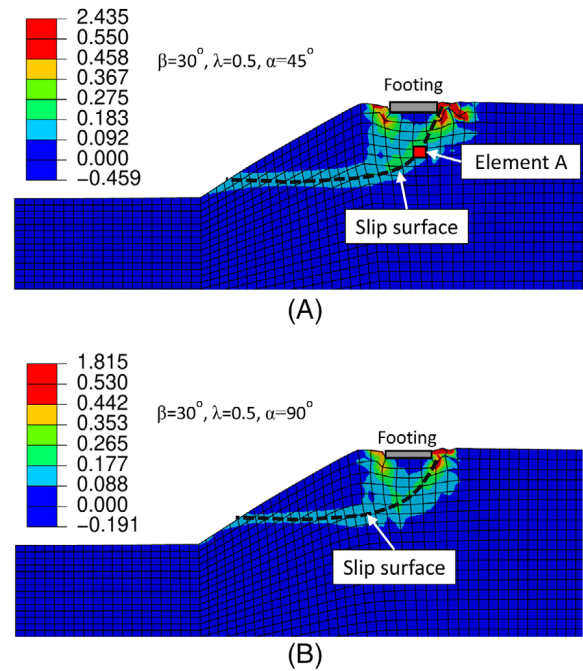 2.435
0.550
0.458
0.367
0.275
0.183
0.092
0.000
−0.459
β=30°, λ=0.5, α=45°
Footing
Element A
Slip surface
(A)
1.815
0.530
0.442
0.353
0.265
0.177
0.088
0.000
−0.191
β=30°, λ=0.5, α=90°
Footing
Slip surface
(B)